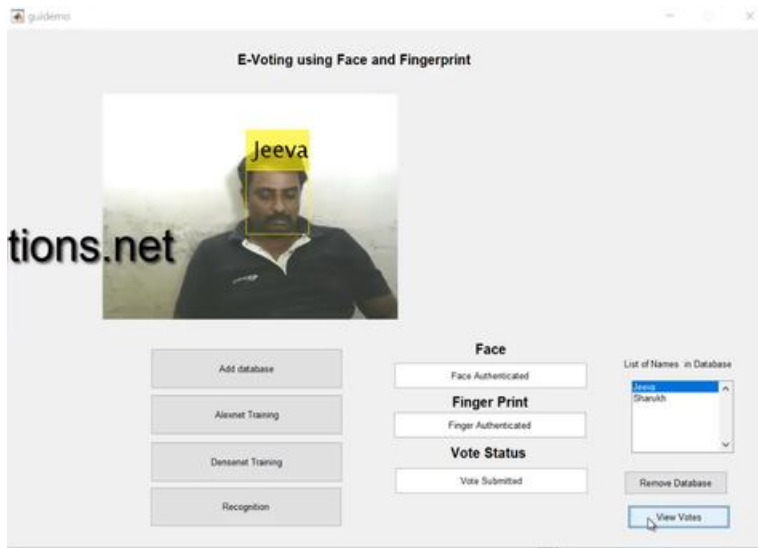 guidemo
E-Voting using Face and Fingerprint
Jeeva
tions.net
Face
Add database
Face Authenticated
List of Names in Database
Jeeva
Sharukh
Finger Print
Alexnet Training
Finger Authenticated
Vote Status
Densenet Training
Vote Submitted
Remove Database
Recognition
View Votes